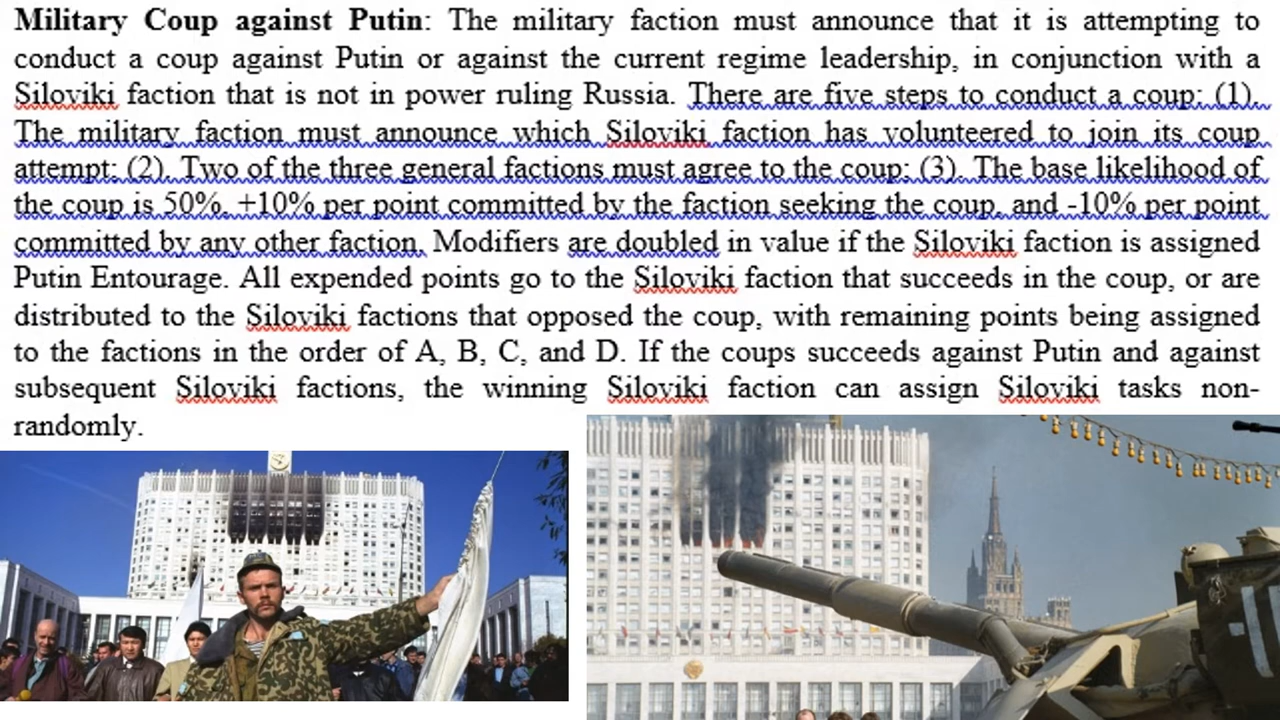 Military Coup against Putin: The military faction must announce that it is attempting to
conduct a coup against Putin or against the current regime leadership, in conjunction with a
Siloviki faction that is not in power ruling Russia. There are five steps to conduct a coup: (1).
The military faction must announce which Siloviki faction has volunteered to join its coup
attempt; (2). Two of the three general factions must agree to the coup; (3). The base likelihood of
the coup is 50%, +10% per point committed by the faction seeking the coup, and -10% per point
committed by any other faction. Modifiers are doubled in value if the Siloviki faction is assigned
Putin Entourage. All expended points go to the Siloviki faction that succeeds in the coup, or are
distributed to the Siloviki factions that opposed the coup, with remaining points being assigned
to the factions in the order of A, B, C, and D. If the coups succeeds against Putin and against
subsequent Siloviki factions, the winning Siloviki faction can assign Siloviki tasks non-
randomly.